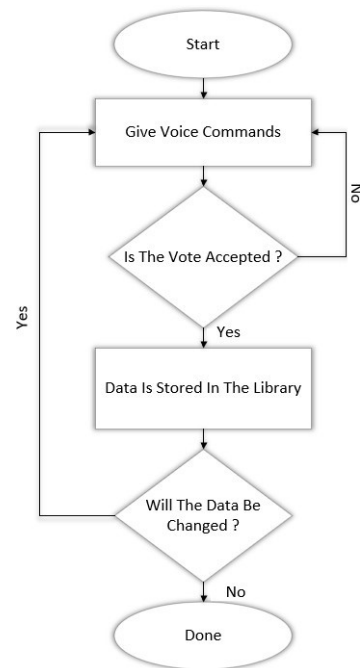 Start
Give Voice Commands
No
Is The Vote Accepted ?
Yes
Yes
Data Is Stored In The Library
Will The Data Be
Changed ?
No
Done